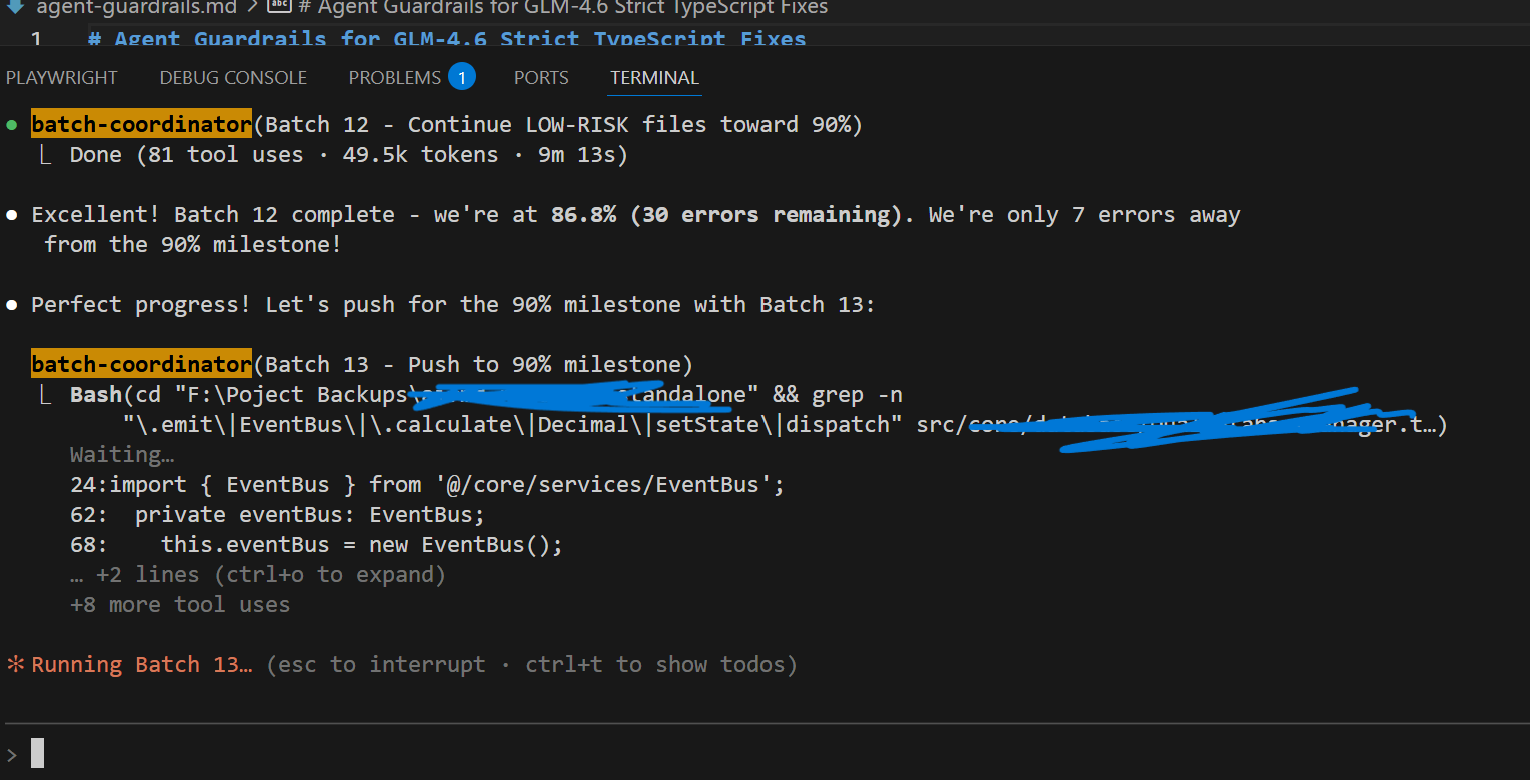 agent-guardrails.md > abc # Agent Guardrails for GLM-4.6 Strict TypeScript Fixes
1 # Agent Guardrails for GLM-4.6 Strict TypeScript Fixes
PLAYWRIGHT DEBUG CONSOLE PROBLEMS 1 PORTS TERMINAL
● batch-coordinator(Batch 12 - Continue LOW-RISK files toward 90%)
⎿ Done (81 tool uses · 49.5k tokens · 9m 13s)
● Excellent! Batch 12 complete - we're at 86.8% (30 errors remaining). We're only 7 errors away
from the 90% milestone!
● Perfect progress! Let's push for the 90% milestone with Batch 13:
batch-coordinator(Batch 13 - Push to 90% milestone)
⎿ Bash(cd "F:\Poject Backups\ && grep -n
"\.emit\|EventBus\|\.calculate\|Decimal\|setState\|dispatch" src/
Waiting…
24:import { EventBus } from '@/core/services/EventBus';
62: private eventBus: EventBus;
68: this.eventBus = new EventBus();
… +2 lines (ctrl+o to expand)
+8 more tool uses
✻ Running Batch 13… (esc to interrupt · ctrl+t to show todos)
>